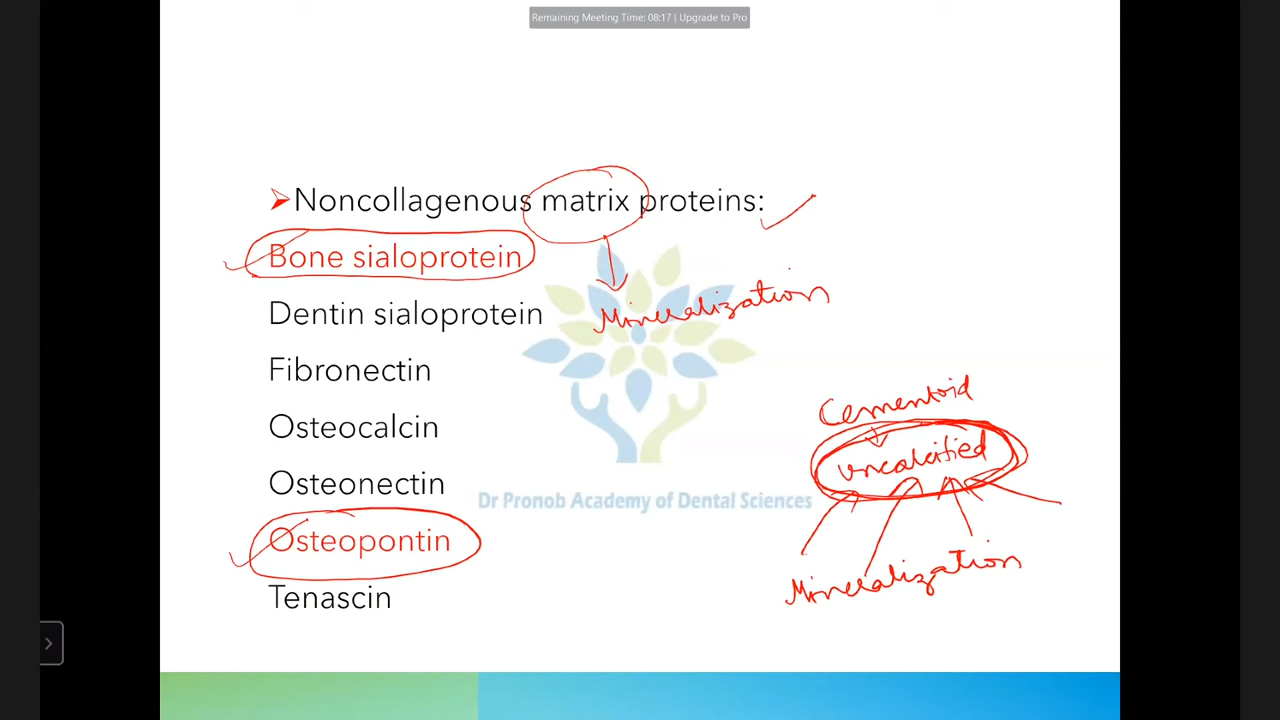 Remaining Meeting Time: 08:17 | Upgrade to Pro
➢Noncollagenous matrix proteins:
Bone sialoprotein
Dentin sialoprotein
Mineralization
Fibronectin
Osteocalcin
Cementoid
uncalcified
Osteonectin
Dr Pronob Academy of Dental Sciences
Osteopontin
Mineralization
Tenascin